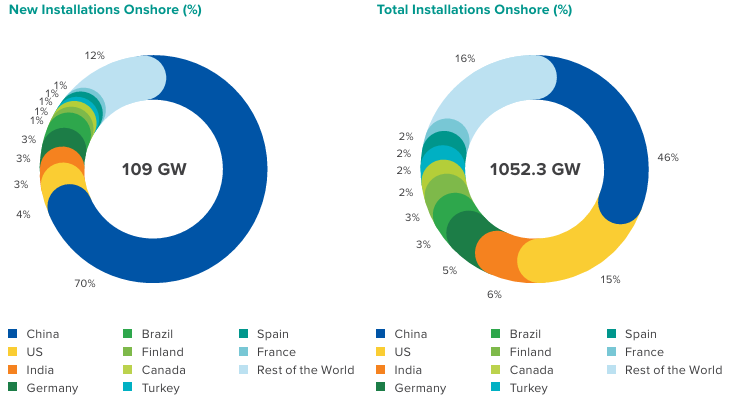 New Installations Onshore (%)
12%
1%
1%
1%
1%
1%
3%
3%
3%
4%
70%
109 GW
China
US
India
Germany
Brazil
Finland
Canada
Turkey
Spain
France
Rest of the World
Total Installations Onshore (%)
16%
2%
2%
2%
2%
3%
3%
5%
6%
15%
46%
1052.3 GW
China
US
India
Germany
Brazil
Finland
Canada
Turkey
Spain
France
Rest of the World